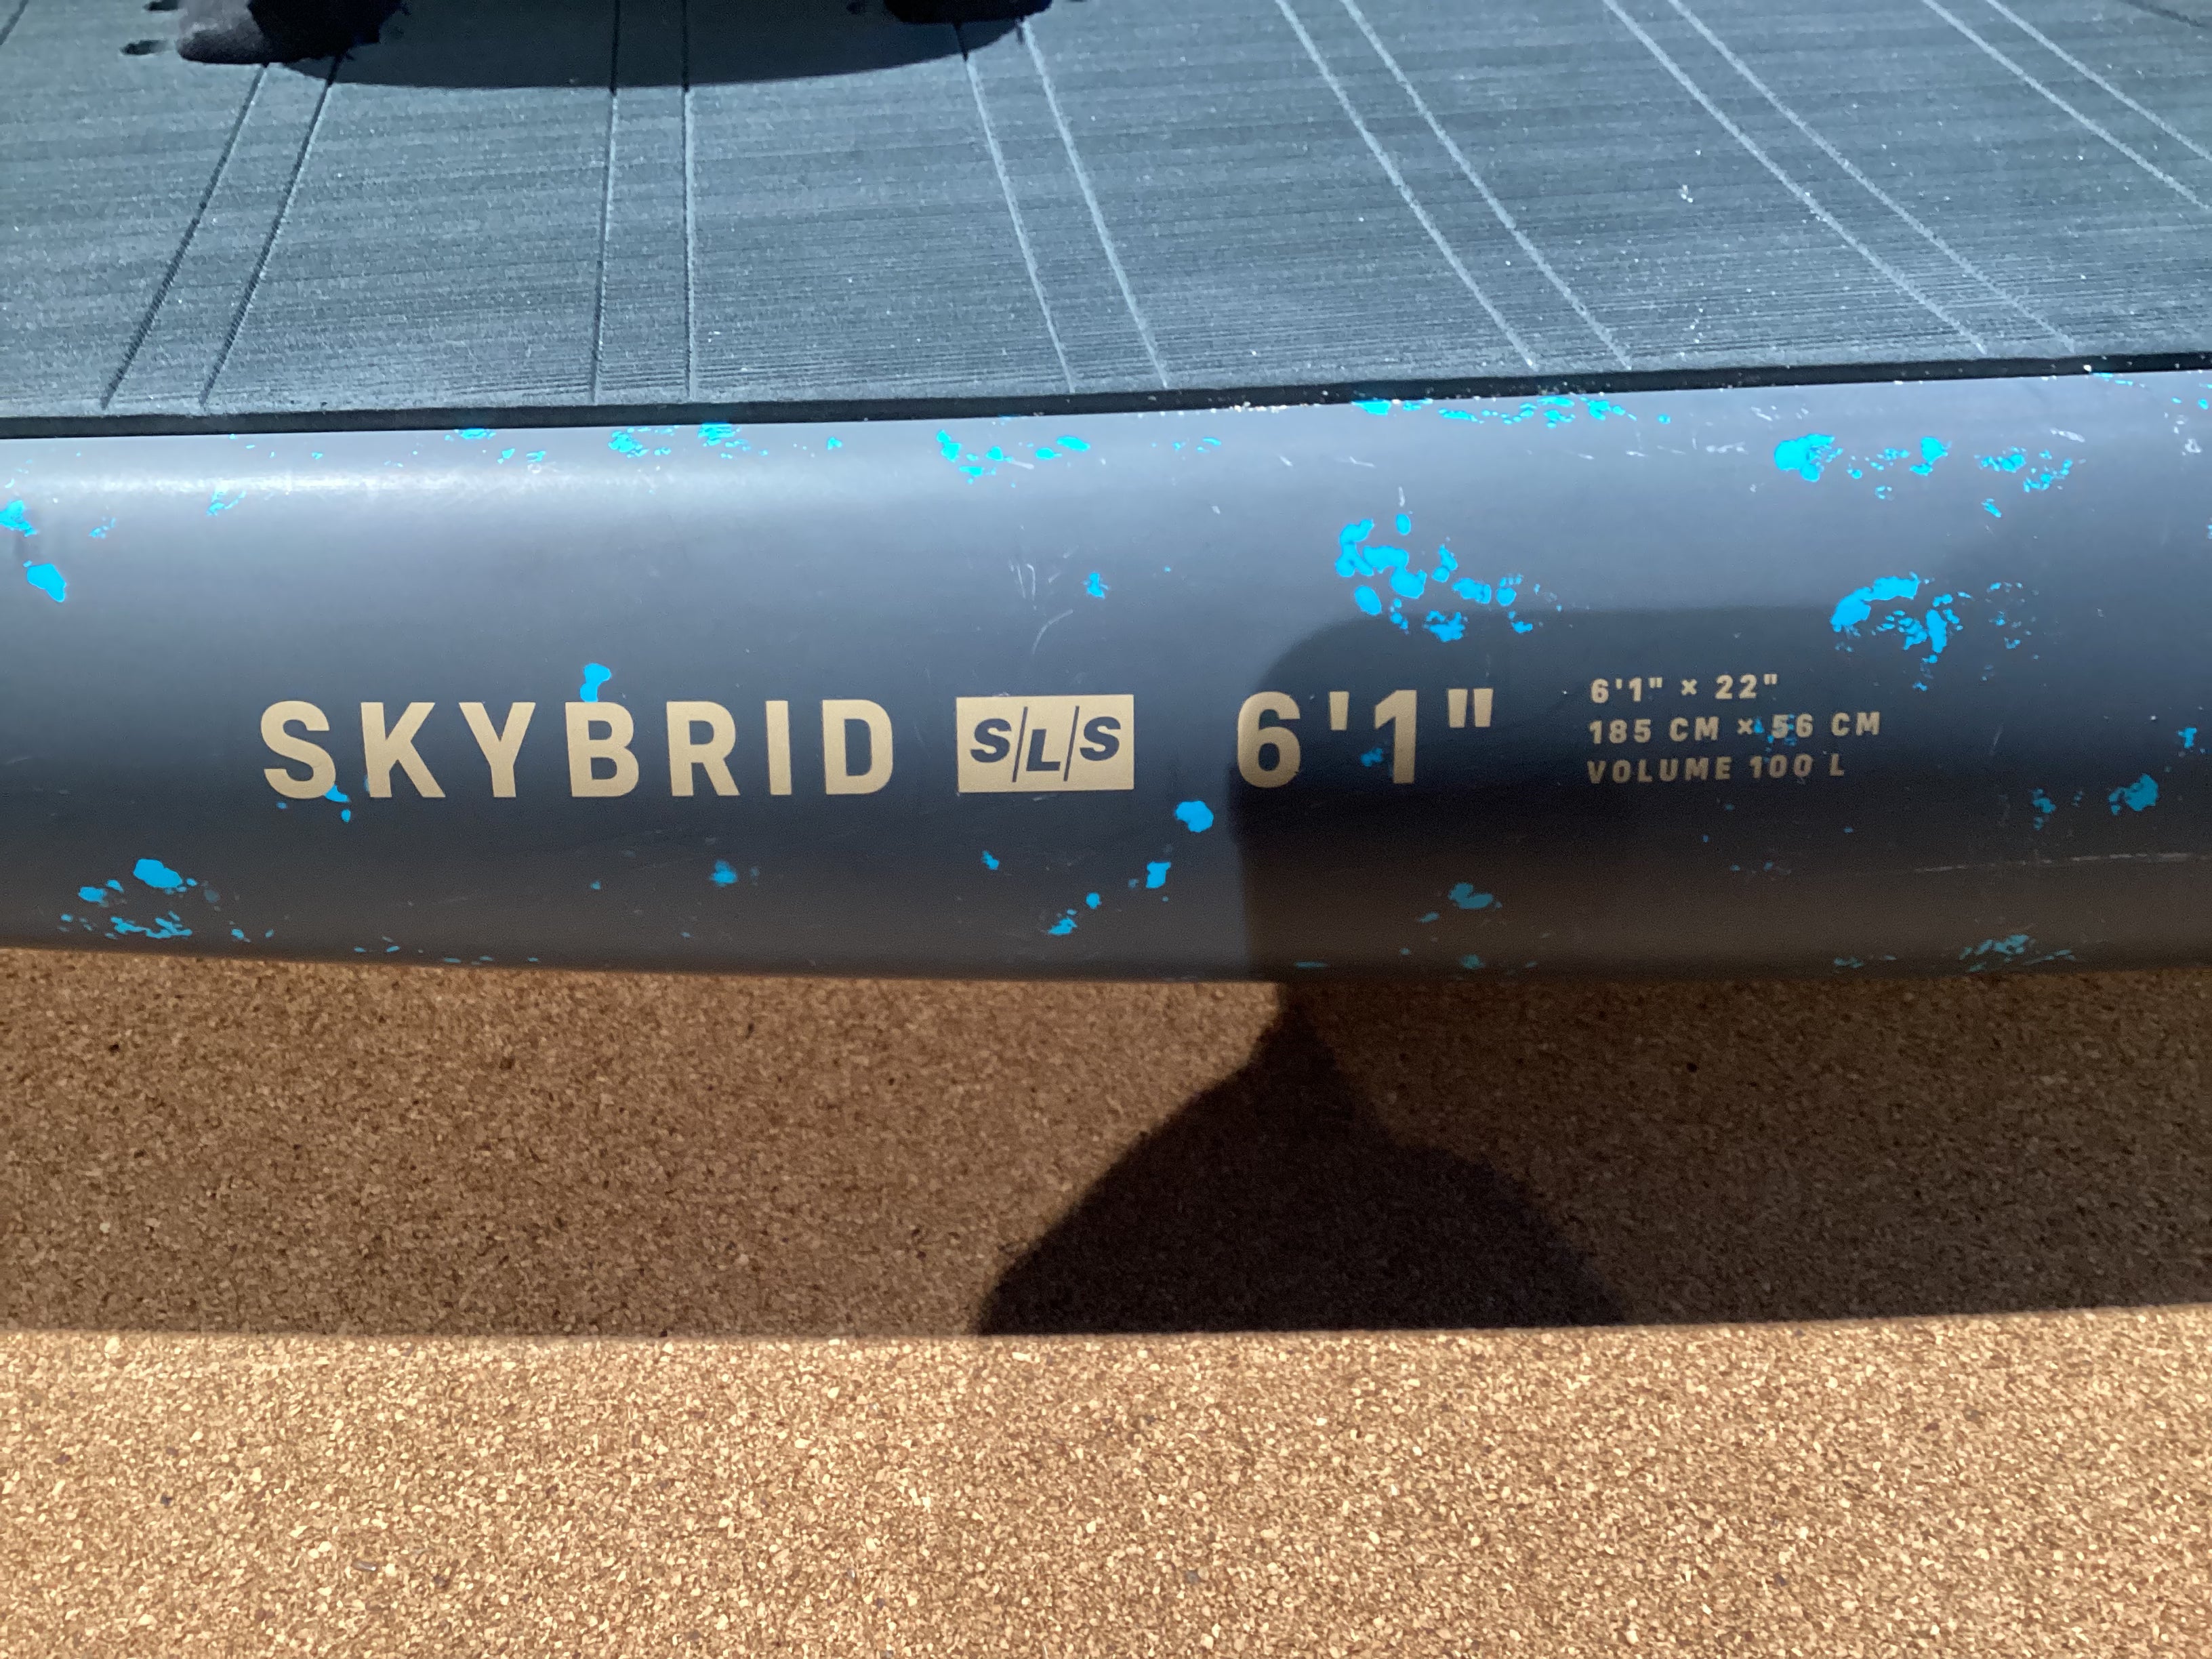 SKYBRID S/L/S 6'1"
6'1" × 22"
185 CM × 56 CM
VOLUME 100 L